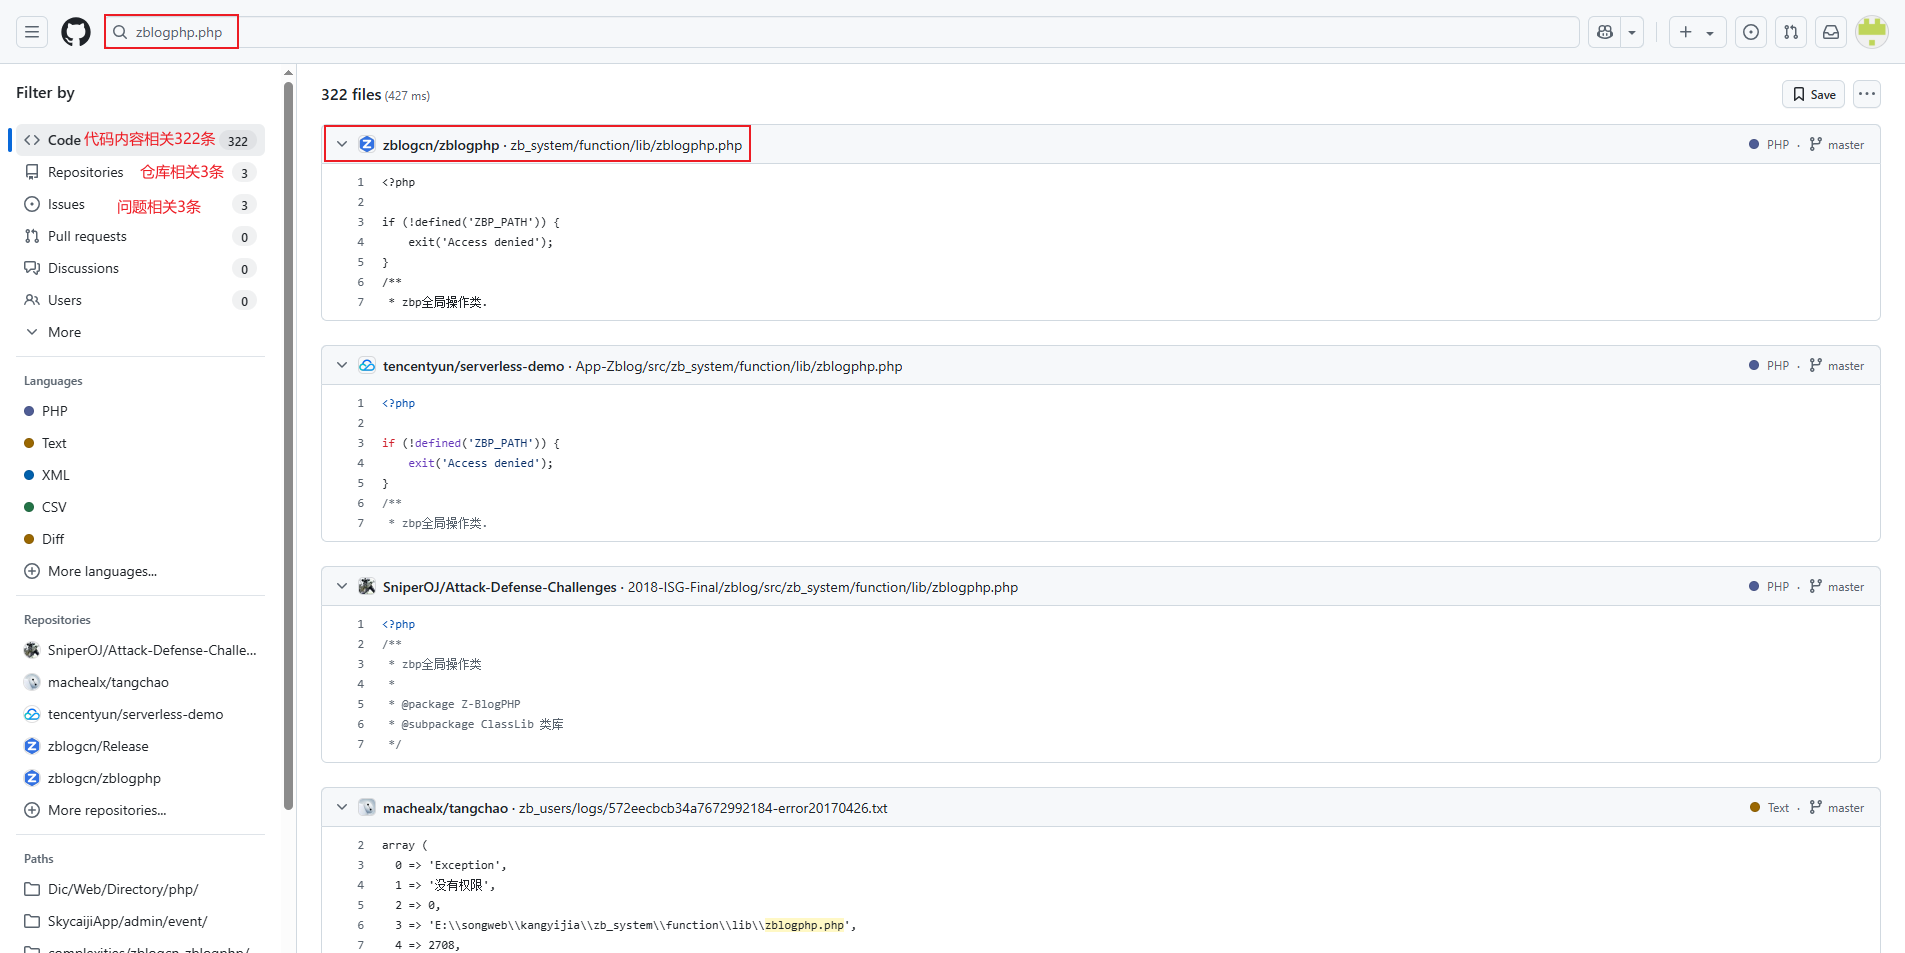 zblogphp.php
Filter by
Code 代码内容相关322条 322
Repositories 仓库相关3条 3
Issues 问题相关3条 3
Pull requests 0
Discussions 0
Users 0
More
Languages
PHP
Text
XML
CSV
Diff
More languages...
Repositories
SniperOJ/Attack-Defense-Challe...
machealx/tangchao
tencentyun/serverless-demo
zblogcn/Release
zblogcn/zblogphp
More repositories...
Paths
Dic/Web/Directory/php/
SkycaijiApp/admin/event/
complexities/zblogcn-zblogphp/
322 files (427 ms)
Save
zblogcn/zblogphp · zb_system/function/lib/zblogphp.php PHP · master
1 <?php
2
3 if (!defined('ZBP_PATH')) {
4 exit('Access denied');
5 }
6 /**
7 * zbp全局操作类.
tencentyun/serverless-demo · App-Zblog/src/zb_system/function/lib/zblogphp.php PHP · master
1 <?php
2
3 if (!defined('ZBP_PATH')) {
4 exit('Access denied');
5 }
6 /**
7 * zbp全局操作类.
SniperOJ/Attack-Defense-Challenges · 2018-ISG-Final/zblog/src/zb_system/function/lib/zblogphp.php PHP · master
1 <?php
2 /**
3 * zbp全局操作类
4 *
5 * @package Z-BlogPHP
6 * @subpackage ClassLib 类库
7 */
machealx/tangchao · zb_users/logs/572eecbcb34a7672992184-error20170426.txt Text · master
2 array (
3 0 => 'Exception',
4 1 => '没有权限',
5 2 => 0,
6 3 => 'E:\\songweb\\kangyijia\\zb_system\\function\\lib\\zblogphp.php',
7 4 => 2708,